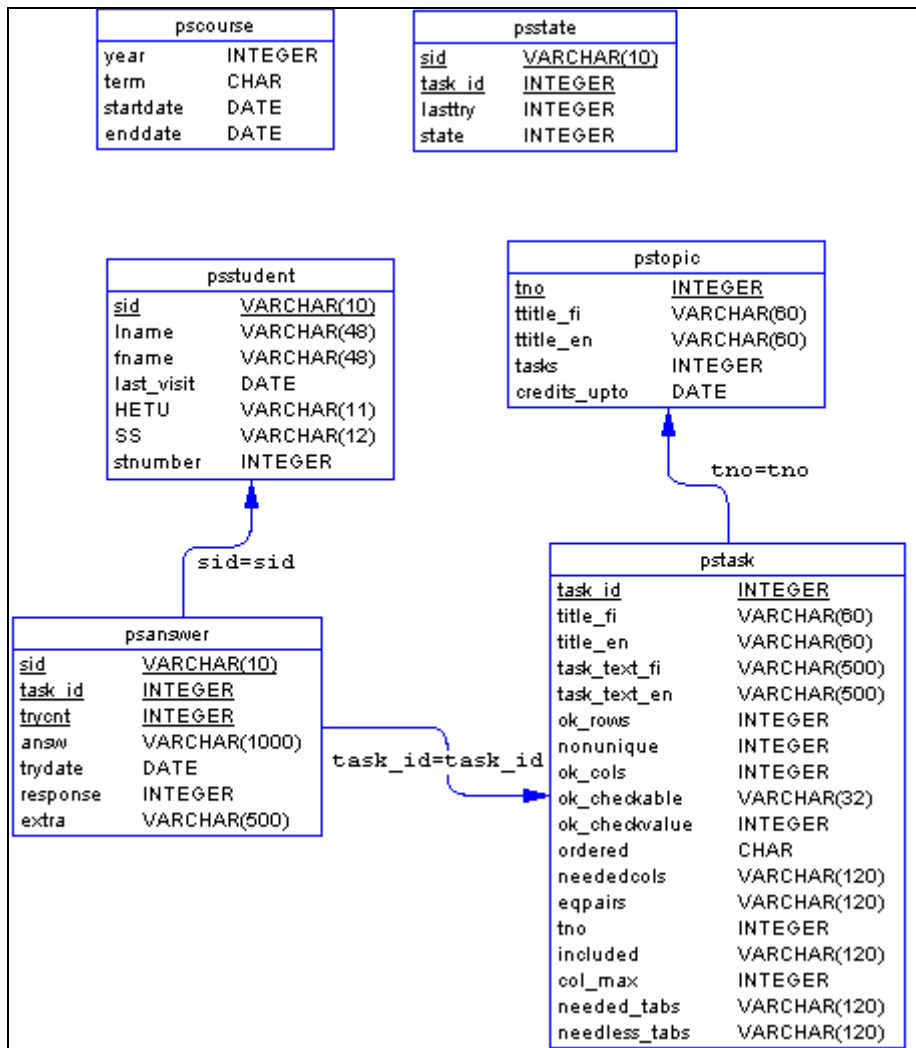 pscourse
year INTEGER
term CHAR
startdate DATE
enddate DATE
psstate
sid VARCHAR(10)
task_id INTEGER
lasttry INTEGER
state INTEGER
psstudent
sid VARCHAR(10)
lname VARCHAR(48)
fname VARCHAR(48)
last_visit DATE
HETU VARCHAR(11)
SS VARCHAR(12)
stnumber INTEGER
pstopic
tno INTEGER
ttitle_fi VARCHAR(60)
ttitle_en VARCHAR(60)
tasks INTEGER
credits_upto DATE
tno=tno
sid=sid
psanswer
sid VARCHAR(10)
task_id INTEGER
trycnt INTEGER
answ VARCHAR(1000)
trydate DATE
response INTEGER
extra VARCHAR(500)
task_id=task_id
pstask
task_id INTEGER
title_fi VARCHAR(60)
title_en VARCHAR(60)
task_text_fi VARCHAR(500)
task_text_en VARCHAR(500)
ok_rows INTEGER
nonunique INTEGER
ok_cols INTEGER
ok_checkable VARCHAR(32)
ok_checkvalue INTEGER
ordered CHAR
neededcols VARCHAR(120)
eqpairs VARCHAR(120)
tno INTEGER
included VARCHAR(120)
col_max INTEGER
needed_tabs VARCHAR(120)
needless_tabs VARCHAR(120)